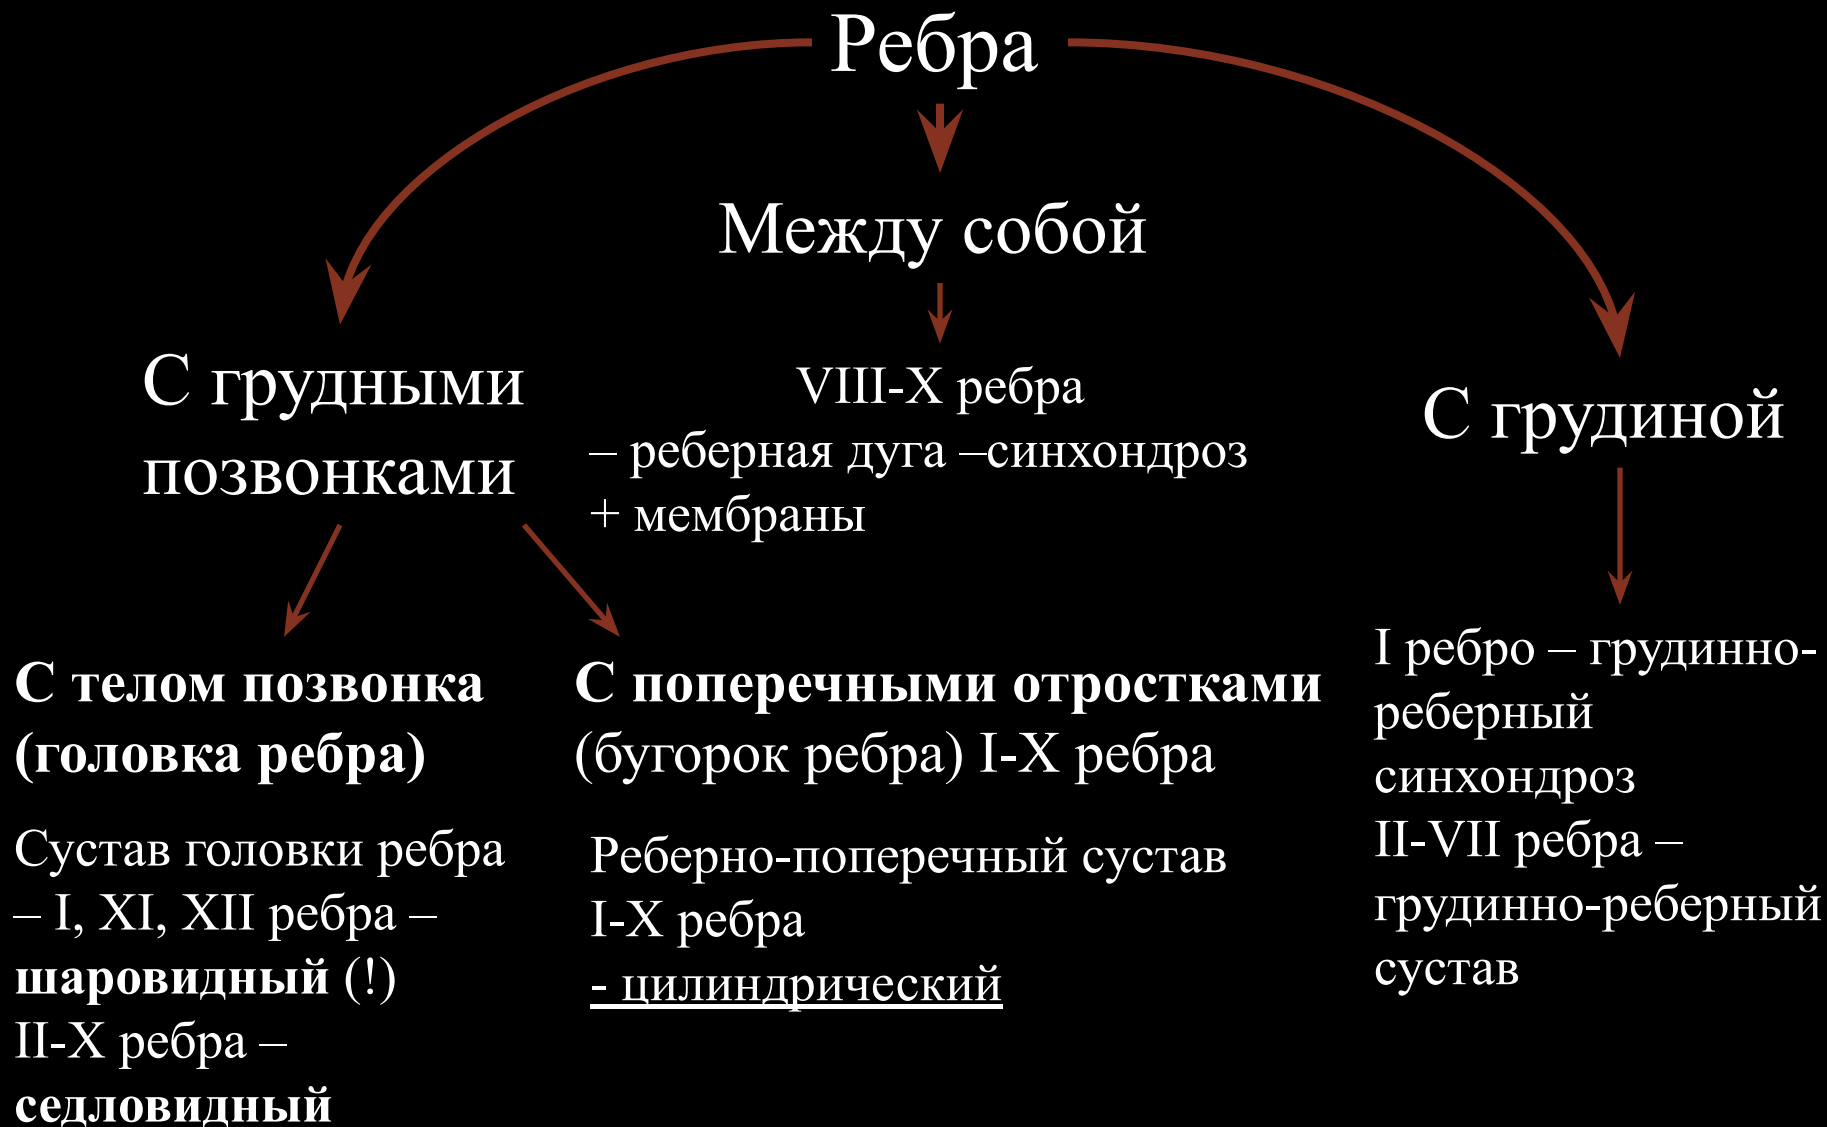 Ребра
Между собой
С грудными
позвонками
VIII-X ребра
– реберная дуга –синхондроз
+ мембраны
С грудиной
С телом позвонка
(головка ребра)
Сустав головки ребра
– I, XI, XII ребра –
шаровидный (!)
II-X ребра –
седловидный
С поперечными отростками
(бугорок ребра) I-X ребра
Реберно-поперечный сустав
I-X ребра
- цилиндрический
I ребро – грудинно-
реберный
синхондроз
II-VII ребра –
грудинно-реберный
сустав